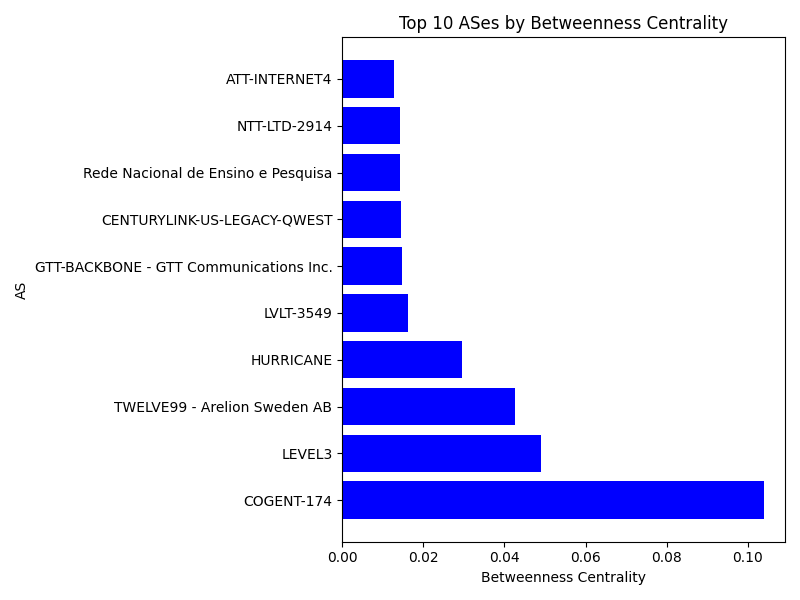 Top 10 ASes by Betweenness Centrality
ATT-INTERNET4
NTT-LTD-2914
Rede Nacional de Ensino e Pesquisa
CENTURYLINK-US-LEGACY-QWEST
GTT-BACKBONE - GTT Communications Inc.
LVLT-3549
HURRICANE
TWELVE99 - Arelion Sweden AB
LEVEL3
COGENT-174
AS
0.00 0.02 0.04 0.06 0.08 0.10
Betweenness Centrality